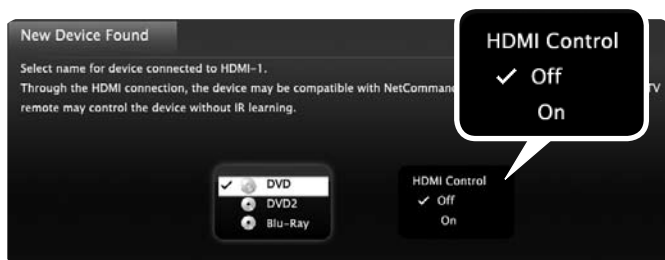 New Device Found
Select name for device connected to HDMI-1.
Through the HDMI connection, the device may be compatible with NetComman TV
remote may control the device without IR learning.
HDMI Control
✓ Off
On
✓ DVD
DVD2
Blu-Ray
HDMI Control
✓ Off
On